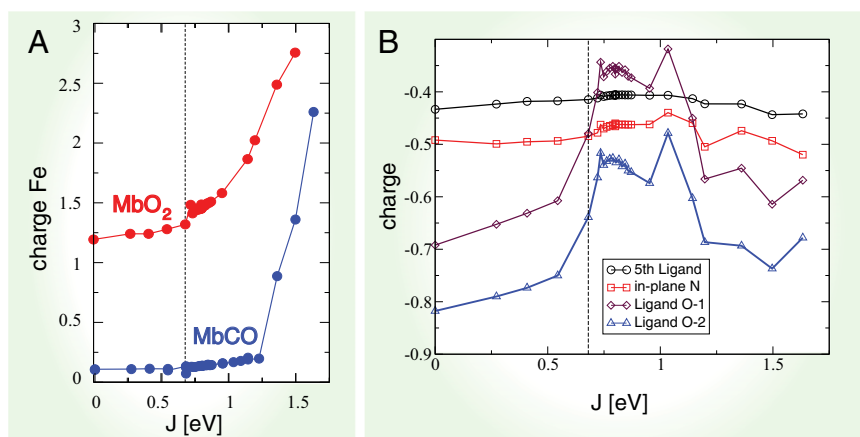 A
3
2.5
2
1.5
1
0.5
0
charge Fe
MbO2
MbCO
0 0.5 1 1.5
J [eV]
B
-0.4
-0.5
-0.6
-0.7
-0.8
-0.9
charge
5th Ligand
in-plane N
Ligand O-1
Ligand O-2
0 0.5 1 1.5
J [eV]